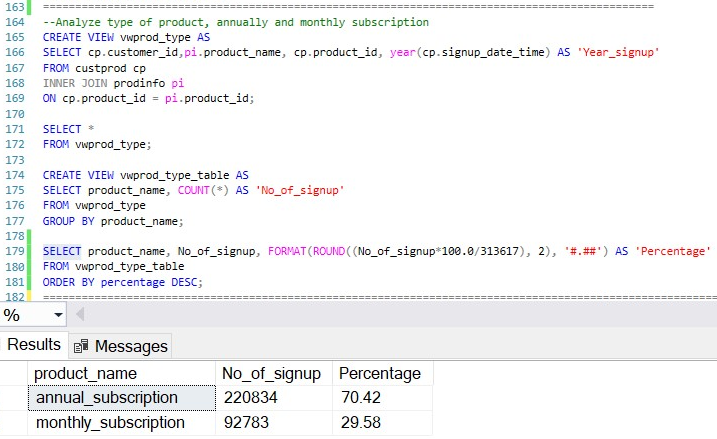 163 ================================================================================
164 --Analyze type of product, annually and monthly subscription
165 CREATE VIEW vwprod_type AS
166 SELECT cp.customer_id,pi.product_name, cp.product_id, year(cp.signup_date_time) AS 'Year_signup'
167 FROM custprod cp
168 INNER JOIN prodinfo pi
169 ON cp.product_id = pi.product_id;
170
171 SELECT *
172 FROM vwprod_type;
173
174 CREATE VIEW vwprod_type_table AS
175 SELECT product_name, COUNT(*) AS 'No_of_signup'
176 FROM vwprod_type
177 GROUP BY product_name;
178
179 SELECT product_name, No_of_signup, FORMAT(ROUND((No_of_signup*100.0/313617), 2), '#.##') AS 'Percentage'
180 FROM vwprod_type_table
181 ORDER BY percentage DESC;
182 ================================================================================
%
Results Messages
product_name No_of_signup Percentage
annual_subscription 220834 70.42
monthly_subscription 92783 29.58